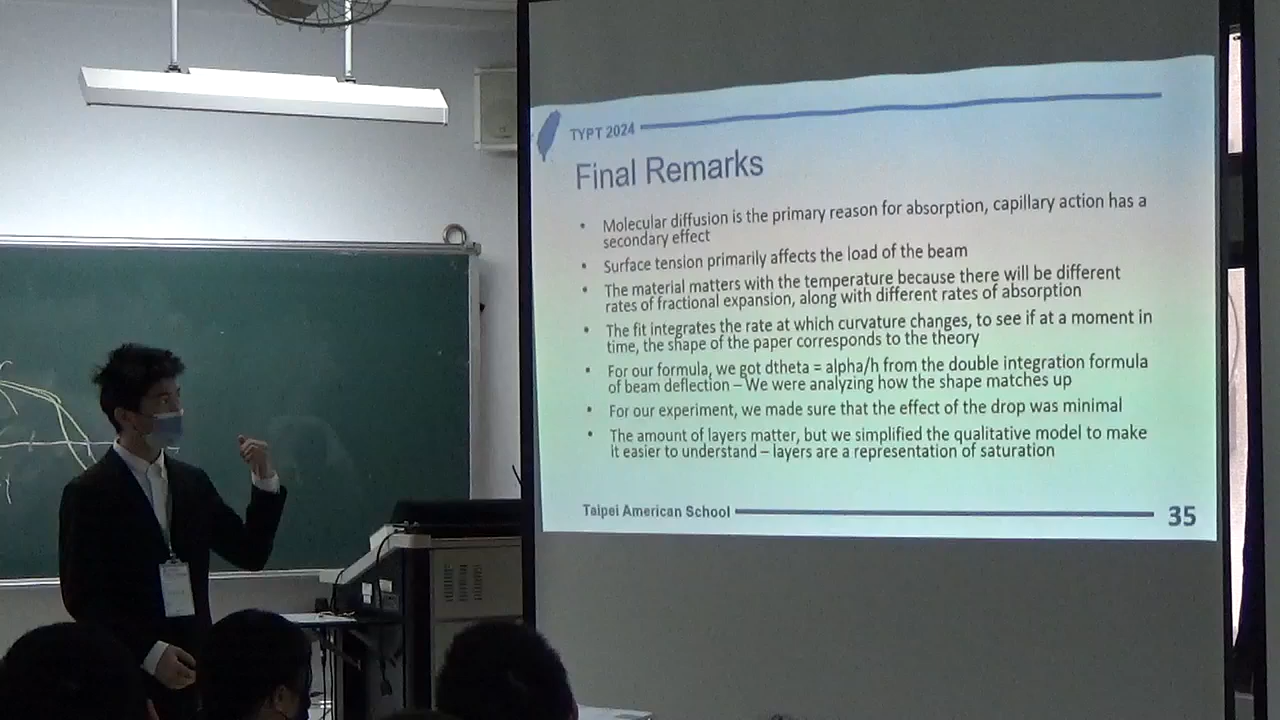 TYPT 2024
Final Remarks
• Molecular diffusion is the primary reason for absorption, capillary action has a
secondary effect
• Surface tension primarily affects the load of the beam
• The material matters with the temperature because there will be different
rates of fractional expansion, along with different rates of absorption
• The fit integrates the rate at which curvature changes, to see if at a moment in
time, the shape of the paper corresponds to the theory
• For our formula, we got dtheta = alpha/h from the double integration formula
of beam deflection – We were analyzing how the shape matches up
• For our experiment, we made sure that the effect of the drop was minimal
• The amount of layers matter, but we simplified the qualitative model to make
it easier to understand – layers are a representation of saturation
Taipei American School
35